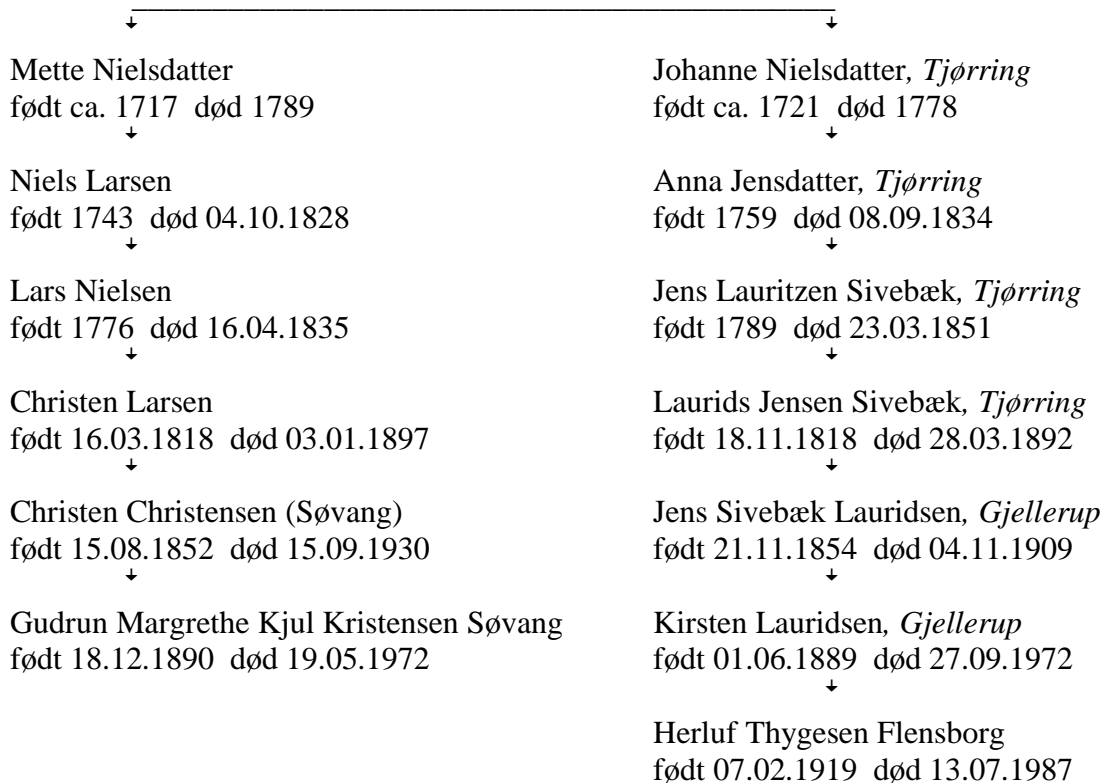 Mette Nielsdatter
født ca. 1717 død 1789
Niels Larsen
født 1743 død 04.10.1828
Lars Nielsen
født 1776 død 16.04.1835
Christen Larsen
født 16.03.1818 død 03.01.1897
Christen Christensen (Søvang)
født 15.08.1852 død 15.09.1930
Gudrun Margrethe Kjul Kristensen Søvang
født 18.12.1890 død 19.05.1972
Johanne Nielsdatter, Tjørring
født ca. 1721 død 1778
Anna Jensdatter, Tjørring
født 1759 død 08.09.1834
Jens Lauritzen Sivebæk, Tjørring
født 1789 død 23.03.1851
Laurids Jensen Sivebæk, Tjørring
født 18.11.1818 død 28.03.1892
Jens Sivebæk Lauridsen, Gjellerup
født 21.11.1854 død 04.11.1909
Kirsten Lauridsen, Gjellerup
født 01.06.1889 død 27.09.1972
Herluf Thygesen Flensborg
født 07.02.1919 død 13.07.1987